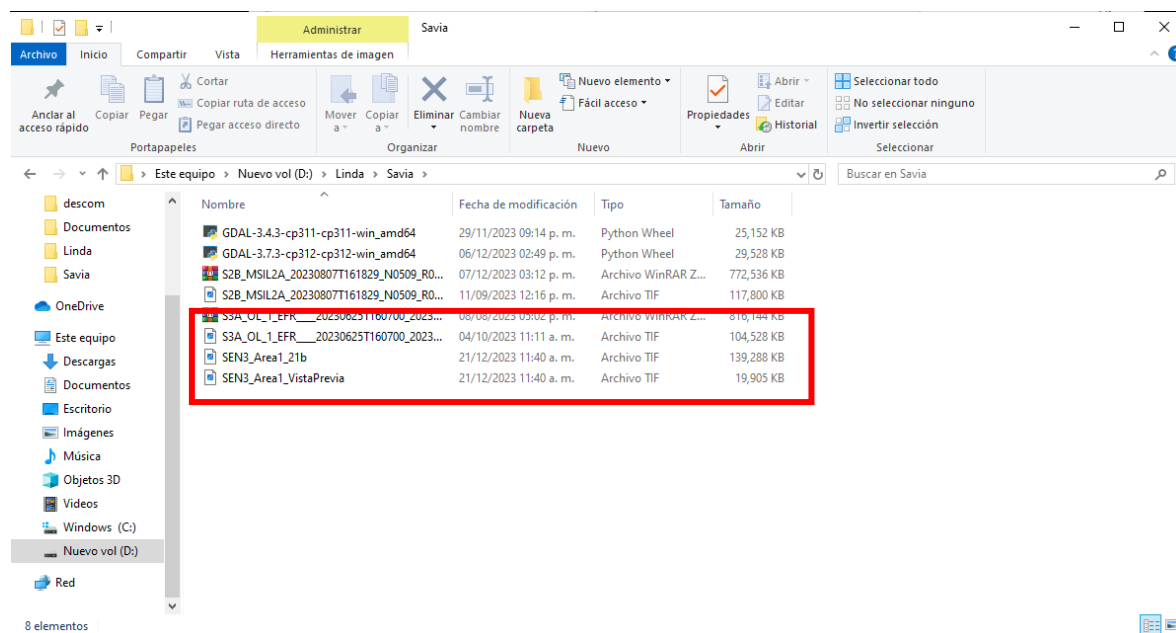 Administrar Savia
Archivo Inicio Compartir Vista Herramientas de imagen
Anclar al acceso rápido
Copiar
Pegar
Cortar
Copiar ruta de acceso
Pegar acceso directo
Portapapeles
Mover a
Copiar a
Eliminar
Cambiar nombre
Organizar
Nueva carpeta
Nuevo elemento
Fácil acceso
Nuevo
Propiedades
Abrir
Editar
Historial
Abrir
Seleccionar todo
No seleccionar ninguno
Invertir selección
Seleccionar
Este equipo > Nuevo vol (D:) > Linda > Savia >
Buscar en Savia
descom
Documentos
Linda
Savia
OneDrive
Este equipo
Descargas
Documentos
Escritorio
Imágenes
Música
Objetos 3D
Videos
Windows (C:)
Nuevo vol (D:)
Red
Nombre Fecha de modificación Tipo Tamaño
GDAL-3.4.3-cp311-cp311-win_amd64 29/11/2023 09:14 p. m. Python Wheel 25,152 KB
GDAL-3.7.3-cp312-cp312-win_amd64 06/12/2023 02:49 p. m. Python Wheel 29,528 KB
S2B_MSIL2A_20230807T161829_N0509_R0... 07/12/2023 03:12 p. m. Archivo WinRAR Z... 772,536 KB
S2B_MSIL2A_20230807T161829_N0509_R0... 11/09/2023 12:16 p. m. Archivo TIF 117,800 KB
S3A_OL_1_EFR____20230625T160700_2023... 08/08/2023 05:02 p. m. Archivo WinRAR Z... 816,144 KB
S3A_OL_1_EFR____20230625T160700_2023... 04/10/2023 11:11 a. m. Archivo TIF 104,528 KB
SEN3_Area1_21b 21/12/2023 11:40 a. m. Archivo TIF 139,288 KB
SEN3_Area1_VistaPrevia 21/12/2023 11:40 a. m. Archivo TIF 19,905 KB
8 elementos